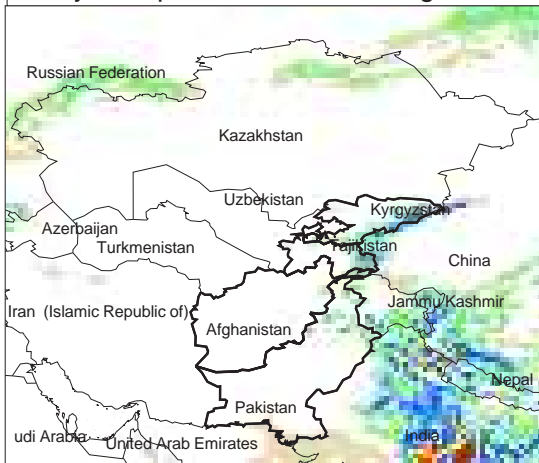 Russian Federation
Kazakhstan
Uzbekistan
Kyrgyzstan
Azerbaijan
Turkmenistan
Tajikistan
China
Iran (Islamic Republic of)
Jammu/Kashmir
Afghanistan
Nepal
Pakistan
udi Arabia
United Arab Emirates
India